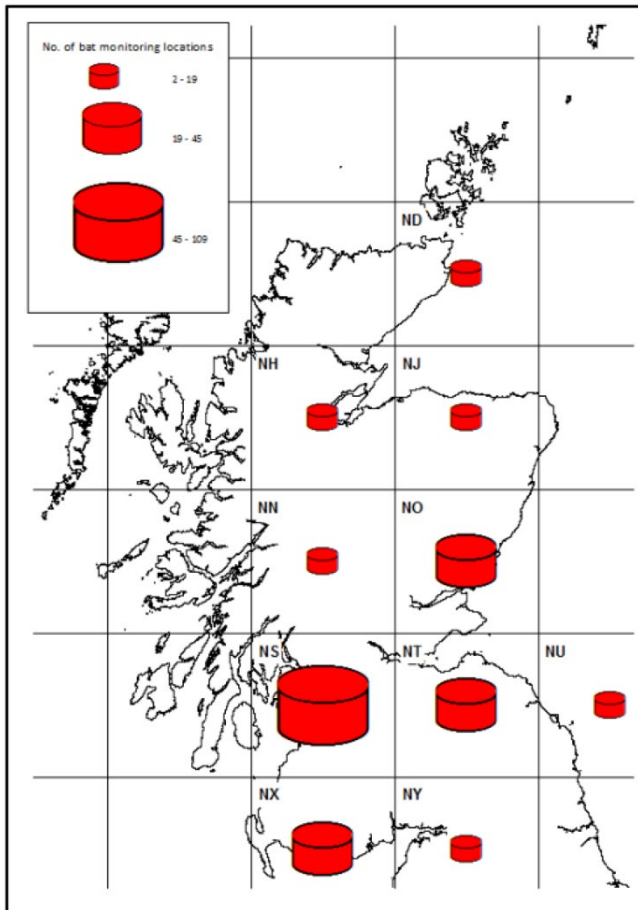 No. of bat monitoring locations
2 - 19
19 - 45
45 - 109
ND
NH NJ
NN NO
NS NT NU
NX NY